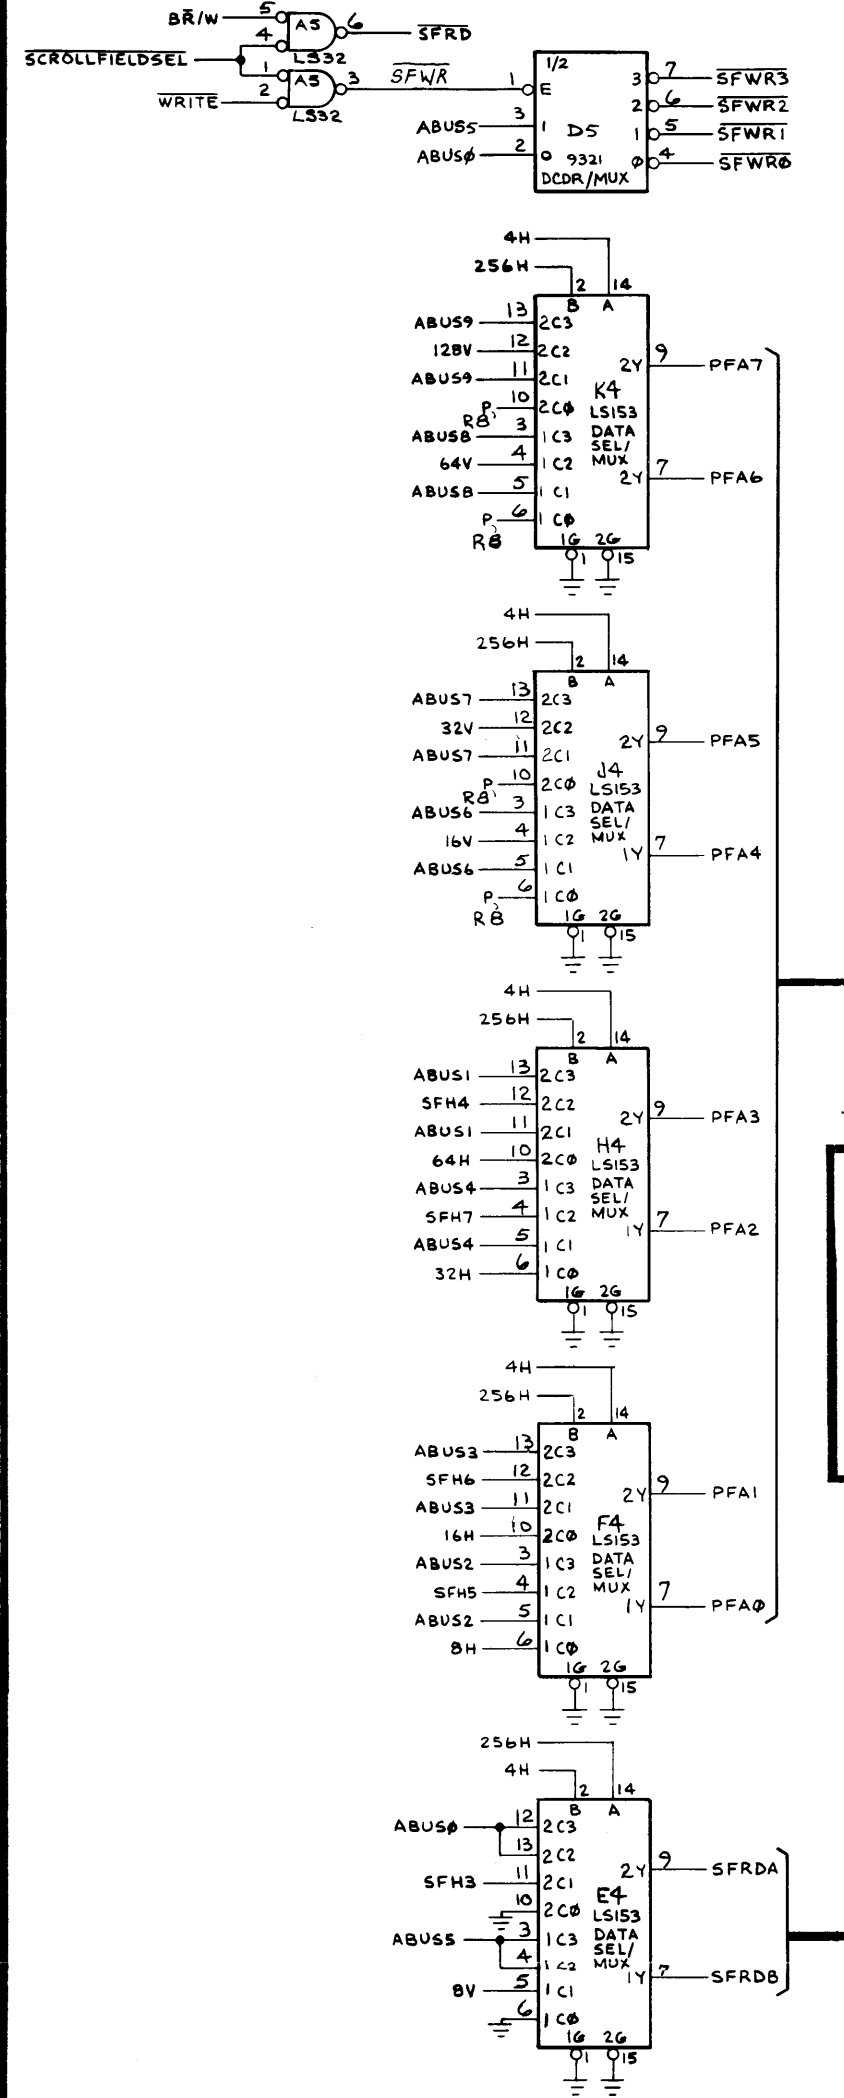 BR̅/W 5 A5 6 S̅F̅R̅D̅
4 LS32
S̅C̅R̅O̅L̅L̅F̅I̅E̅L̅D̅S̅E̅L̅
1 A5 3 S̅F̅W̅R̅
W̅R̅I̅T̅E̅ 2 LS32
1/2
1 E 3 7 S̅F̅W̅R̅3̅
2 6 S̅F̅W̅R̅2̅
ABUS5 3 1 D5 1 5 S̅F̅W̅R̅1̅
ABUSØ 2 0 9321 Ø 4 S̅F̅W̅R̅Ø̅
DCDR/MUX
4H
256H
2 14
B A
ABUS9 13 2C3
128V 12 2C2 2Y 9 PFA7
ABUS9 11 2C1
K4
P R8 10 2CØ LS153
ABUS8 3 1C3 DATA
SEL/
64V 4 1C2 MUX 2Y 7 PFA6
ABUS8 5 1C1
P R8 6 1CØ
1G 2G
1 15
4H
256H
2 14
B A
ABUS7 13 2C3
32V 12 2C2 2Y 9 PFA5
ABUS7 11 2C1
J4
P R8 10 2CØ LS153
ABUS6 3 1C3 DATA
SEL/
16V 4 1C2 MUX 1Y 7 PFA4
ABUS6 5 1C1
P R8 6 1CØ
1G 2G
1 15
4H
256H
2 14
B A
ABUS1 13 2C3
SFH4 12 2C2 2Y 9 PFA3
ABUS1 11 2C1
H4
64H 10 2CØ LS153
ABUS4 3 1C3 DATA
SEL/
SFH7 4 1C2 MUX 1Y 7 PFA2
ABUS4 5 1C1
32H 6 1CØ
1G 2G
1 15
4H
256H
2 14
B A
ABUS3 13 2C3
SFH6 12 2C2 2Y 9 PFA1
ABUS3 11 2C1
F4
16H 10 2CØ LS153
ABUS2 3 1C3 DATA
SEL/
SFH5 4 1C2 MUX 1Y 7 PFAØ
ABUS2 5 1C1
8H 6 1CØ
1G 2G
1 15
256H
4H
2 14
B A
ABUSØ 12 2C3
13 2C2 2Y 9 SFRDA
SFH3 11 2C1
E4
10 2CØ LS153
ABUS5 3 1C3 DATA
SEL/
4 1C2 MUX 1Y 7 SFRDB
8V 5 1C1
6 1CØ
1G 2G
1 15